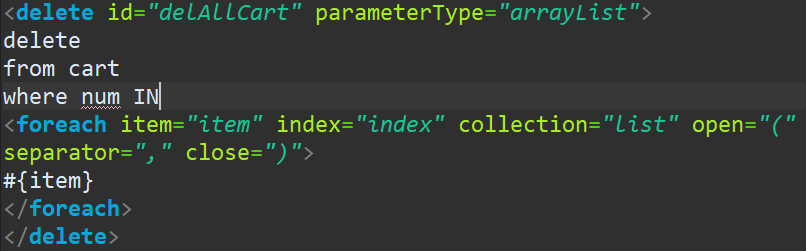 <delete id="delAllCart" parameterType="arrayList">
delete
from cart
where num IN
<foreach item="item" index="index" collection="list" open="("
separator="," close=")">
#{item}
</foreach>
</delete>